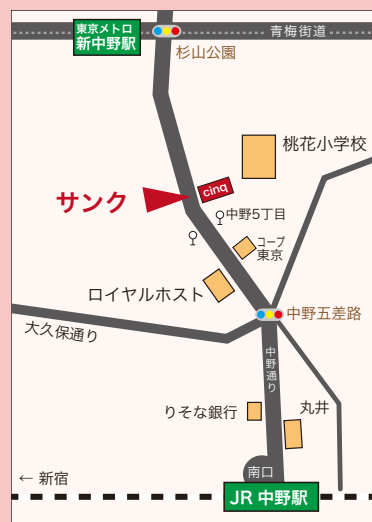 東京メトロ
新中野駅
青梅街道
杉山公園
桃花小学校
cinq
サンク
中野5丁目
コープ
東京
ロイヤルホスト
中野五差路
大久保通り
中野通り
りそな銀行
丸井
南口
← 新宿
JR 中野駅